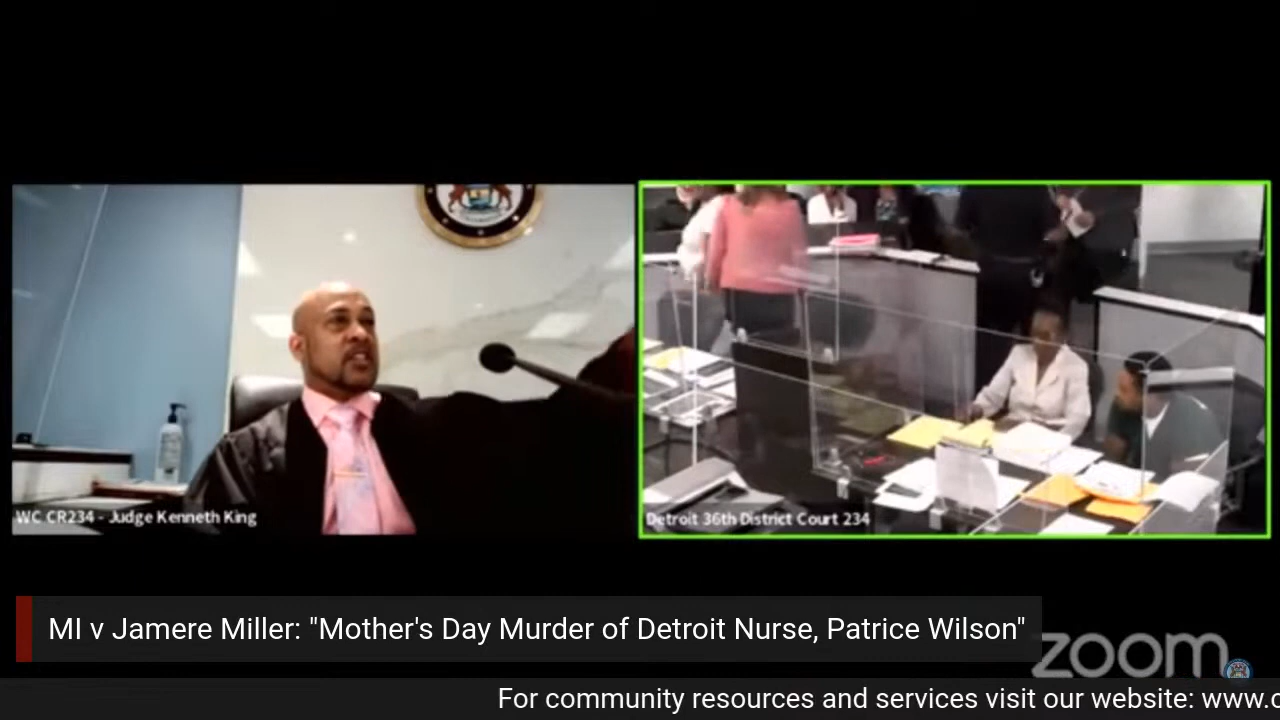 WC CR234 - Judge Kenneth King
Detroit 36th District Court 234
MI v Jamere Miller: "Mother's Day Murder of Detroit Nurse, Patrice Wilson"
zoom
For community resources and services visit our website: www.c